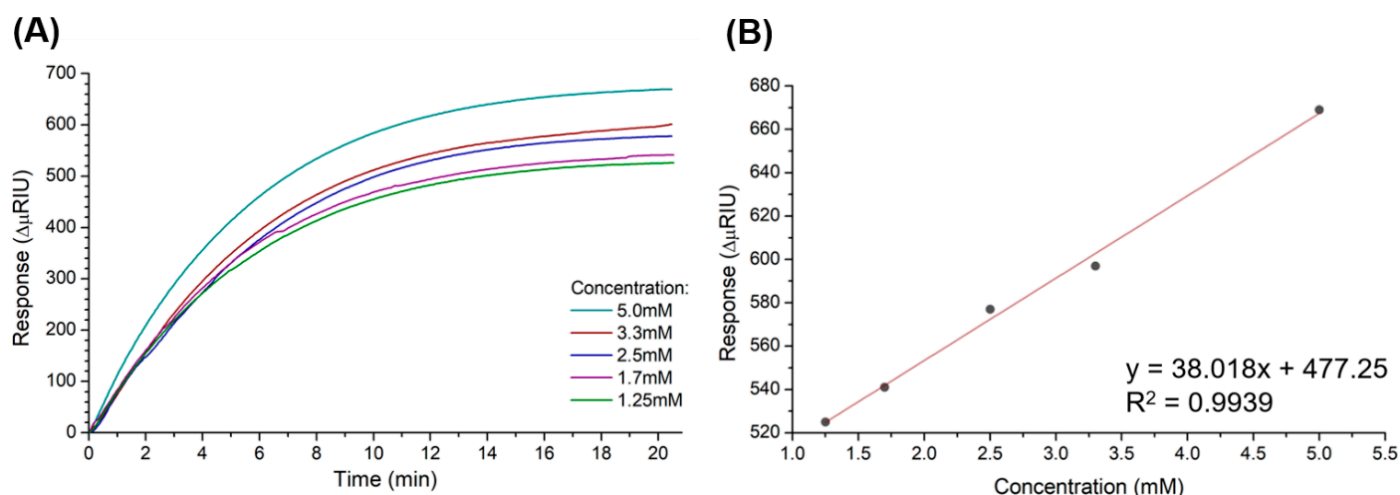 (A)
Response (ΔμRIU)
700
600
500
400
300
200
100
0
0 2 4 6 8 10 12 14 16 18 20
Time (min)
Concentration:
5.0mM
3.3mM
2.5mM
1.7mM
1.25mM
(B)
Response (ΔμRIU)
680
660
640
620
600
580
560
540
520
1.0 1.5 2.0 2.5 3.0 3.5 4.0 4.5 5.0 5.5
Concentration (mM)
y = 38.018x + 477.25
R² = 0.9939